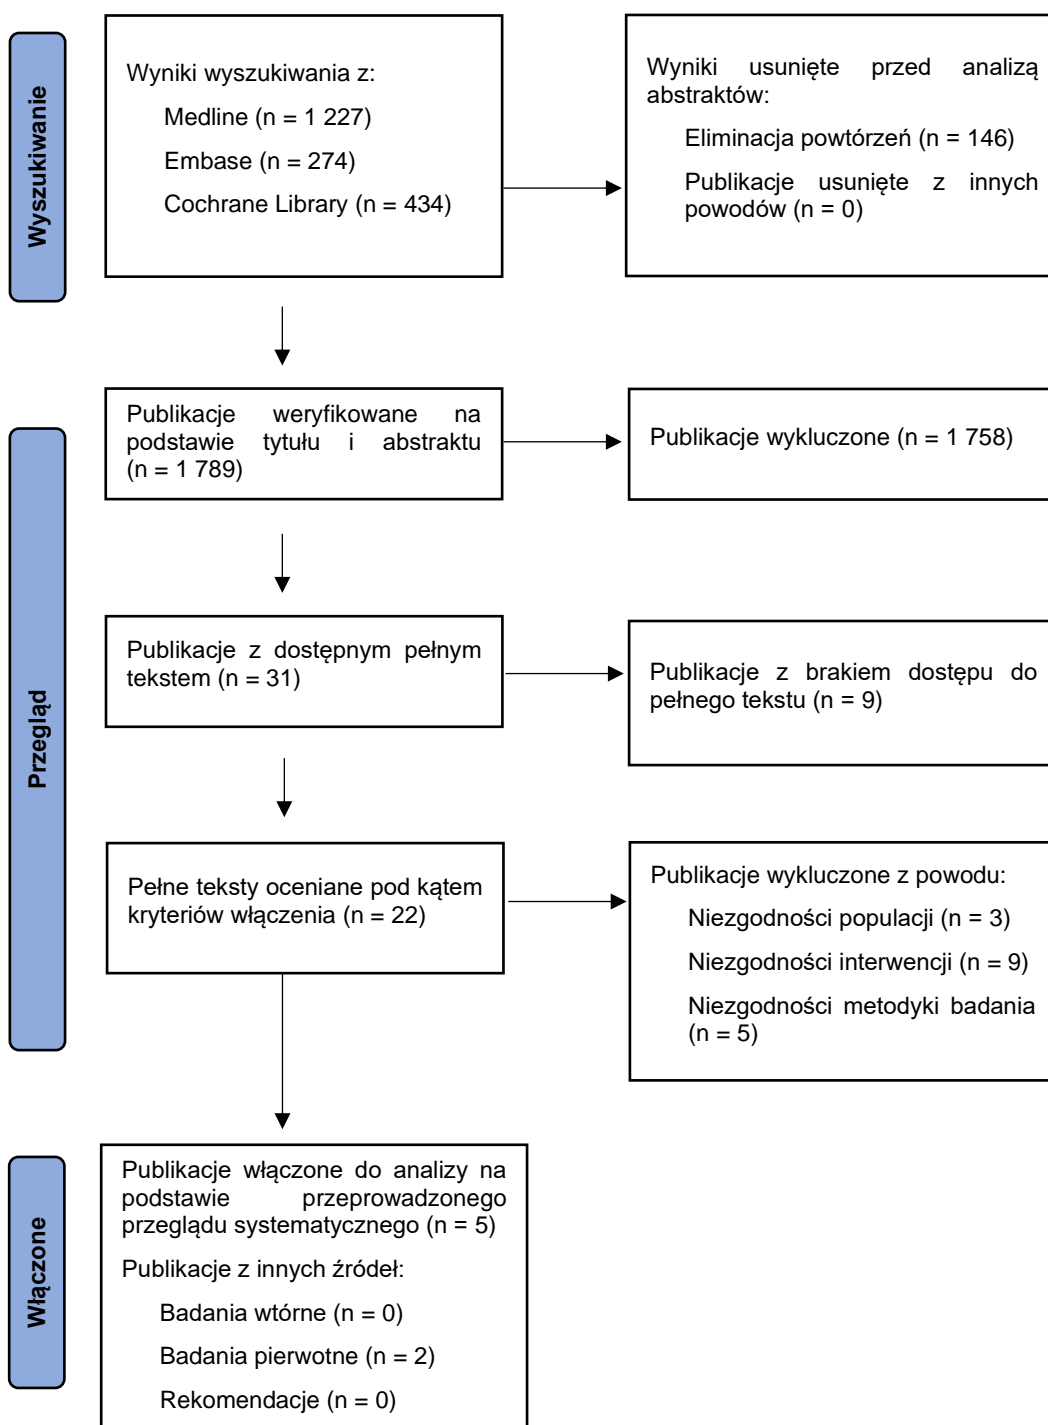 Wyszukiwanie
Wyniki wyszukiwania z:
Medline (n = 1 227)
Embase (n = 274)
Cochrane Library (n = 434)
Wyniki usunięte przed analizą
abstraktów:
Eliminacja powtórzeń (n = 146)
Publikacje usunięte z innych
powodów (n = 0)
Przegląd
Publikacje weryfikowane na
podstawie tytułu i abstraktu
(n = 1 789)
Publikacje wykluczone (n = 1 758)
Publikacje z dostępnym pełnym
tekstem (n = 31)
Publikacje z brakiem dostępu do
pełnego tekstu (n = 9)
Pełne teksty oceniane pod kątem
kryteriów włączenia (n = 22)
Publikacje wykluczone z powodu:
Niezgodności populacji (n = 3)
Niezgodności interwencji (n = 9)
Niezgodności metodyki badania
(n = 5)
Włączone
Publikacje włączone do analizy na
podstawie przeprowadzonego
przeglądu systematycznego (n = 5)
Publikacje z innych źródeł:
Badania wtórne (n = 0)
Badania pierwotne (n = 2)
Rekomendacje (n = 0)